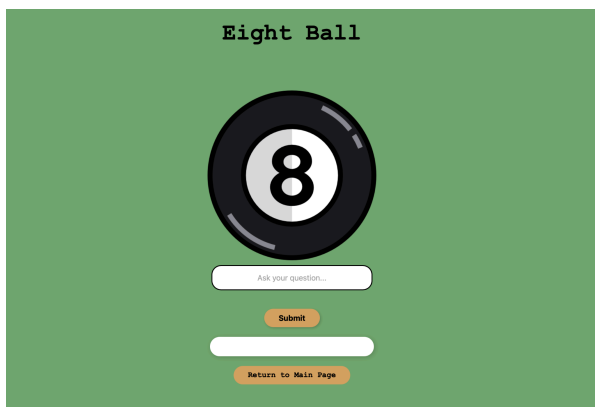 Eight Ball
8
Ask your question...
Submit
Return to Main Page